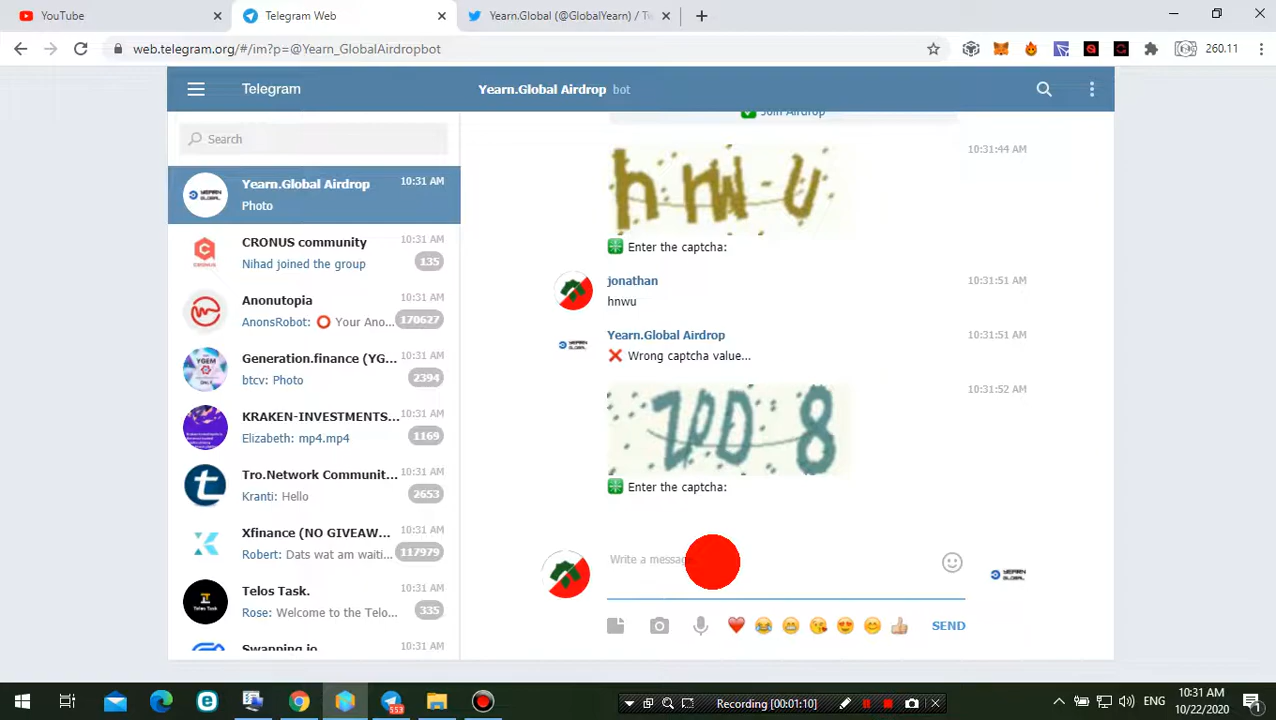 YouTube
Telegram Web
Yearn.Global (@GlobalYearn) / Tw
web.telegram.org/#/im?p=@Yearn_GlobalAirdropbot
260.11
Telegram
Yearn.Global Airdrop bot
Search
Yearn.Global Airdrop 10:31 AM
Photo
CRONUS community 10:31 AM
Nihad joined the group 135
Anonutopia 10:31 AM
AnonsRobot: ⭕ Your Ano... 170627
Generation.finance (YG... 10:31 AM
btcv: Photo 2394
KRAKEN-INVESTMENTS... 10:31 AM
Elizabeth: mp4.mp4 1169
Tro.Network Communit... 10:31 AM
Kranti: Hello 2653
Xfinance (NO GIVEAW... 10:31 AM
Robert: Dats wat am waiti... 117979
Telos Task. 10:31 AM
Rose: Welcome to the Telo... 335
Swapping.io 10:31 AM
Join Airdrop
10:31:44 AM
Enter the captcha:
jonathan 10:31:51 AM
hnwu
Yearn.Global Airdrop 10:31:51 AM
❌ Wrong captcha value...
10:31:52 AM
Enter the captcha:
Write a messag
SEND
Recording [00:01:10]
553
ENG
10:31 AM
10/22/2020